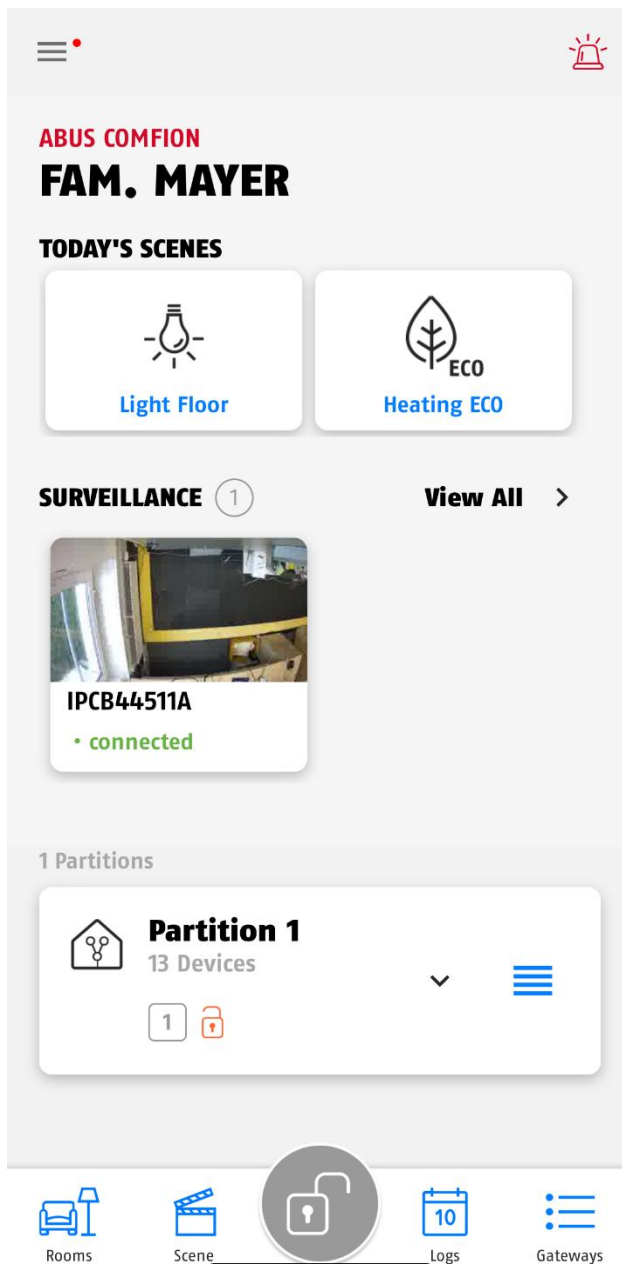 ABUS COMFION
FAM. MAYER
TODAY'S SCENES
ECO
Light Floor
Heating ECO
SURVEILLANCE 1
View All >
IPCB44511A
• connected
1 Partitions
Partition 1
13 Devices
1
10
Rooms
Scene
Logs
Gateways